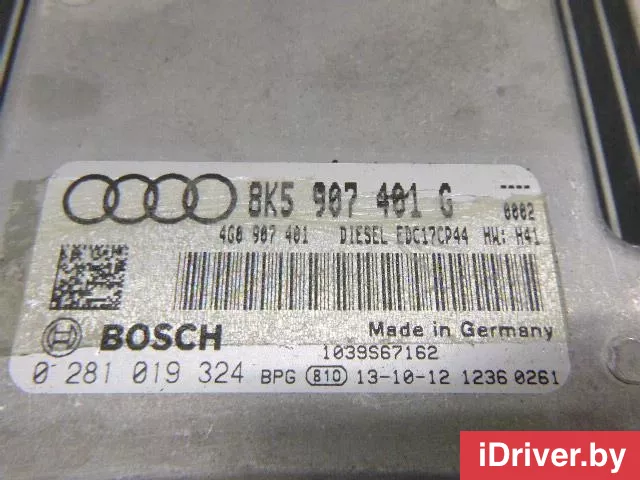 8K5 907 401 G ----
0002
4G0 907 401 DIESEL EDC17CP44 HW: H41
BOSCH Made in Germany
1039S67162
0 281 019 324 BPG 810 13-10-12 1236 0261
iDriver.by